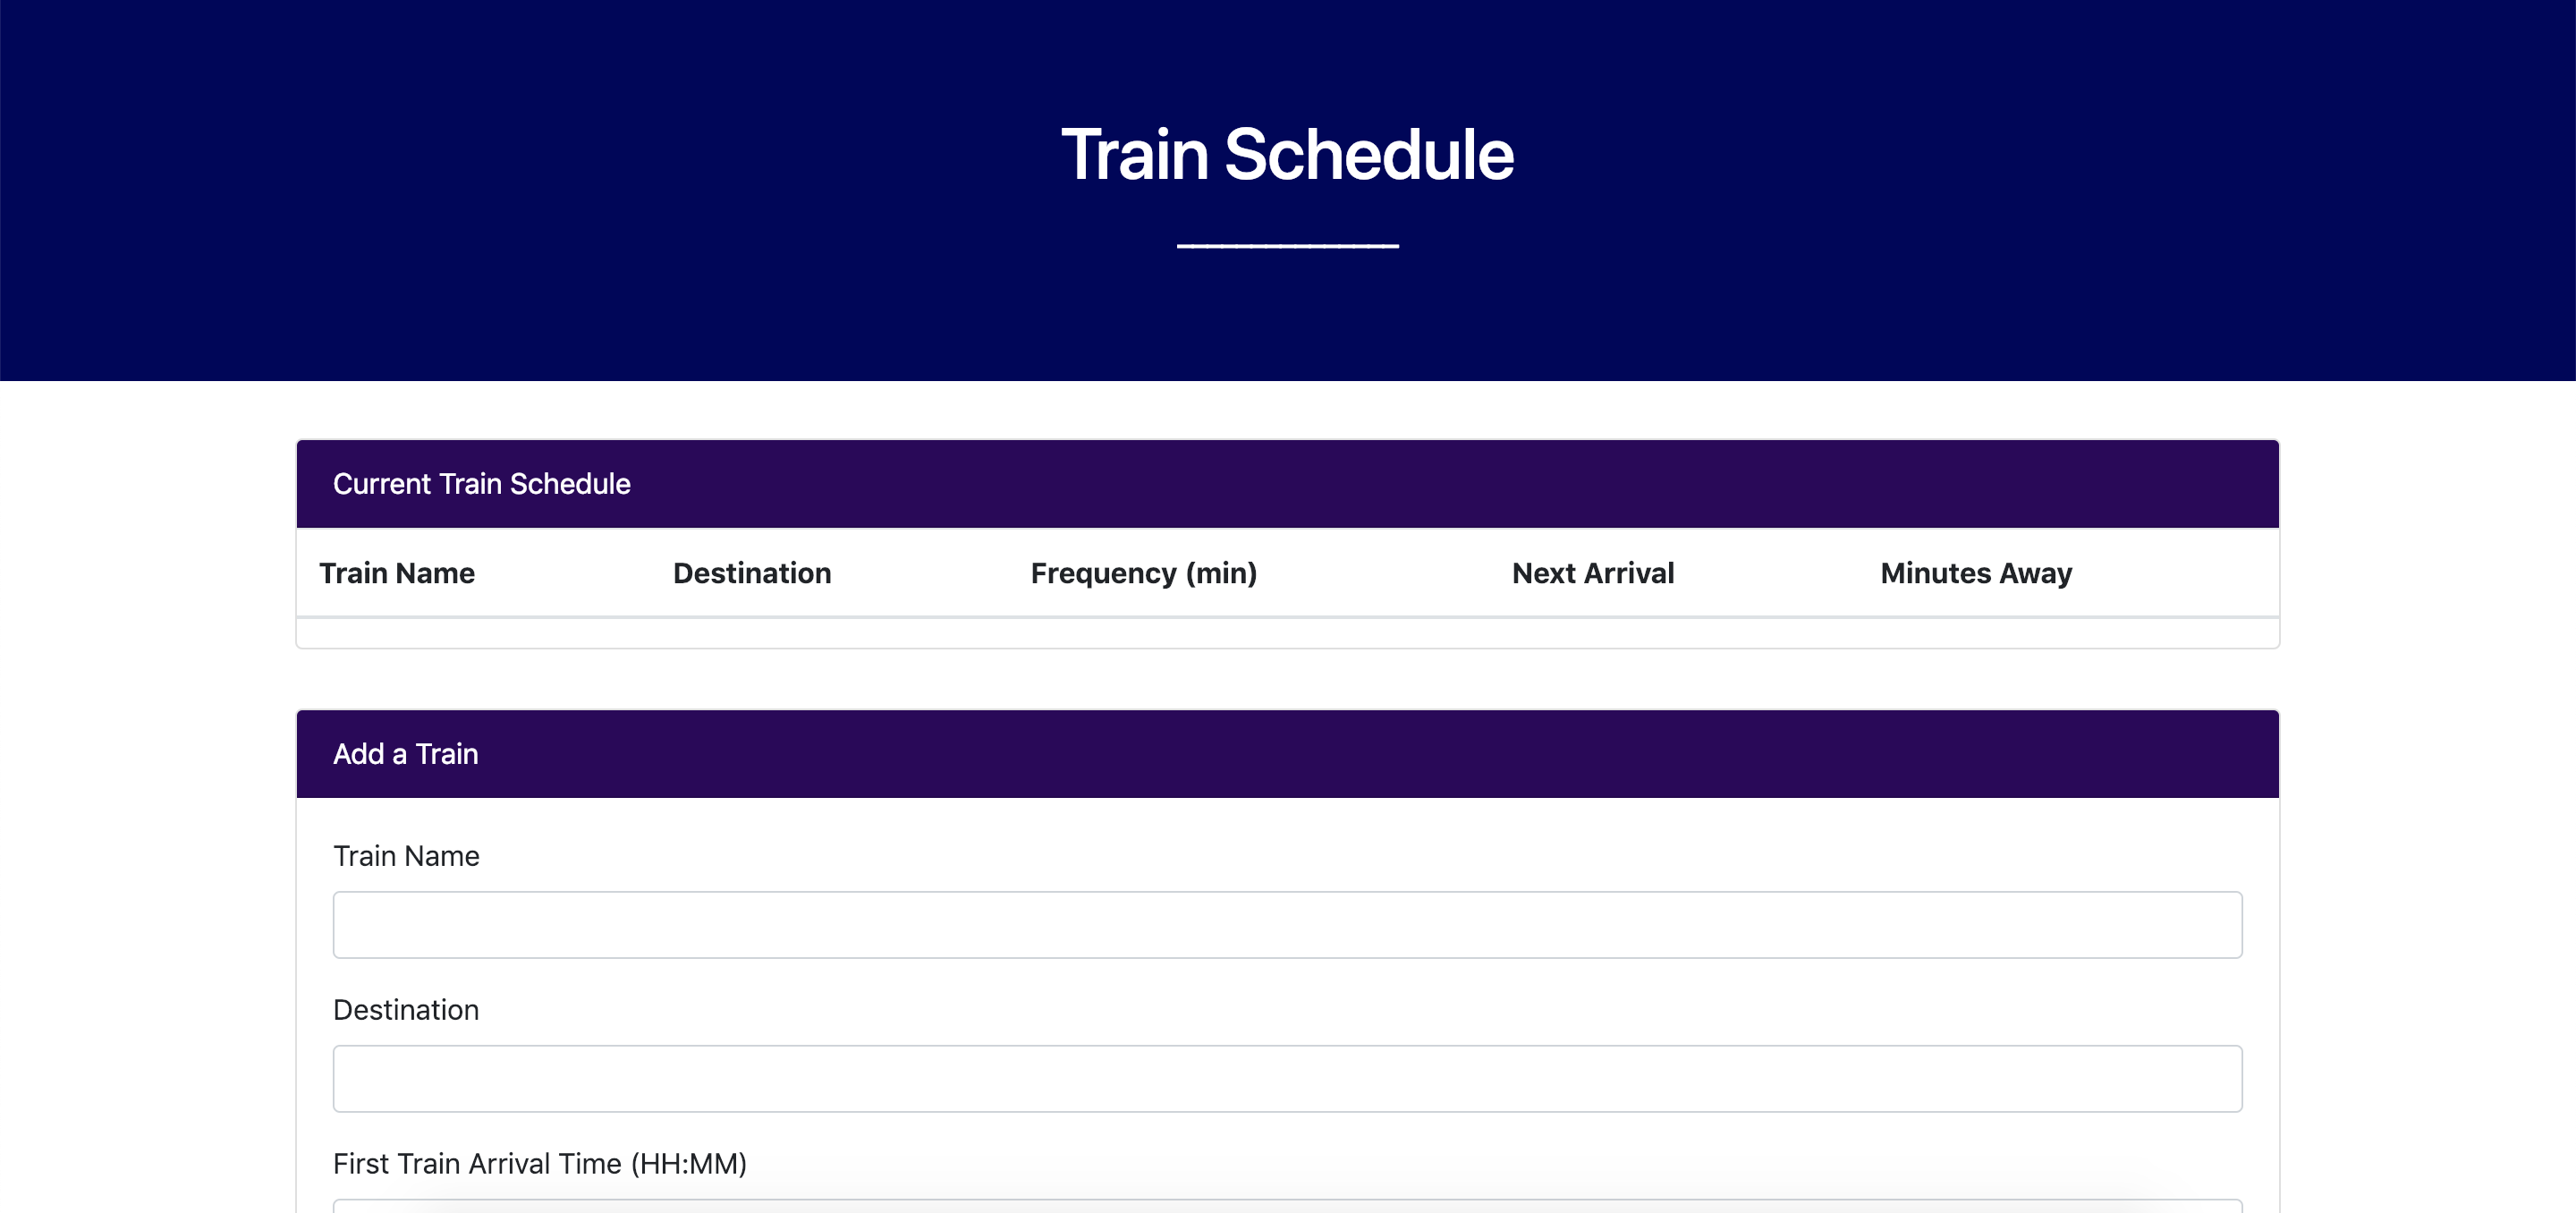 Train Schedule
Current Train Schedule
Train Name Destination Frequency (min) Next Arrival Minutes Away
Add a Train
Train Name
Destination
First Train Arrival Time (HH:MM)